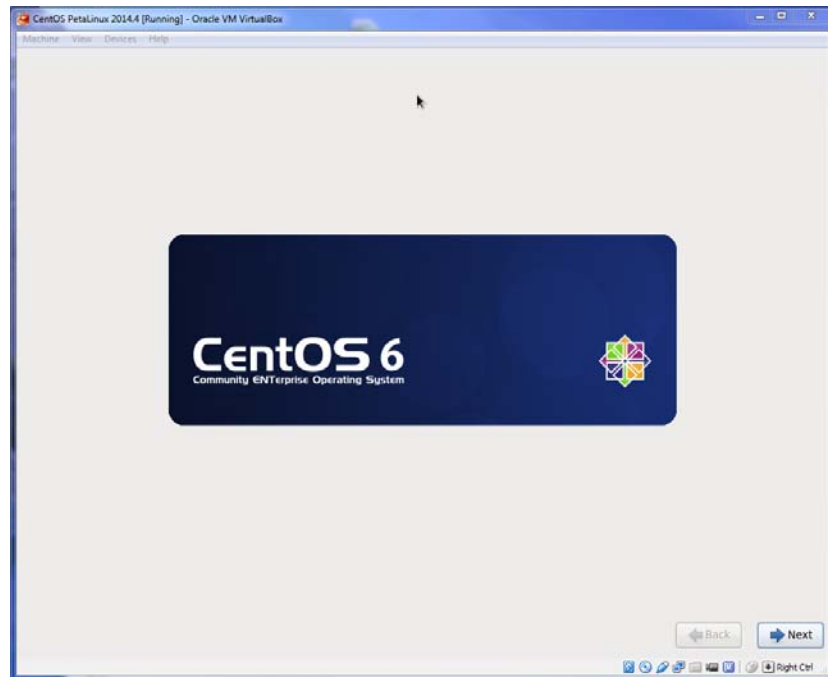 CentOS PetaLinux 2014.4 [Running] - Oracle VM VirtualBox
Machine View Devices Help
CentOS 6
Community ENTerprise Operating System
Back Next
Right Ctrl